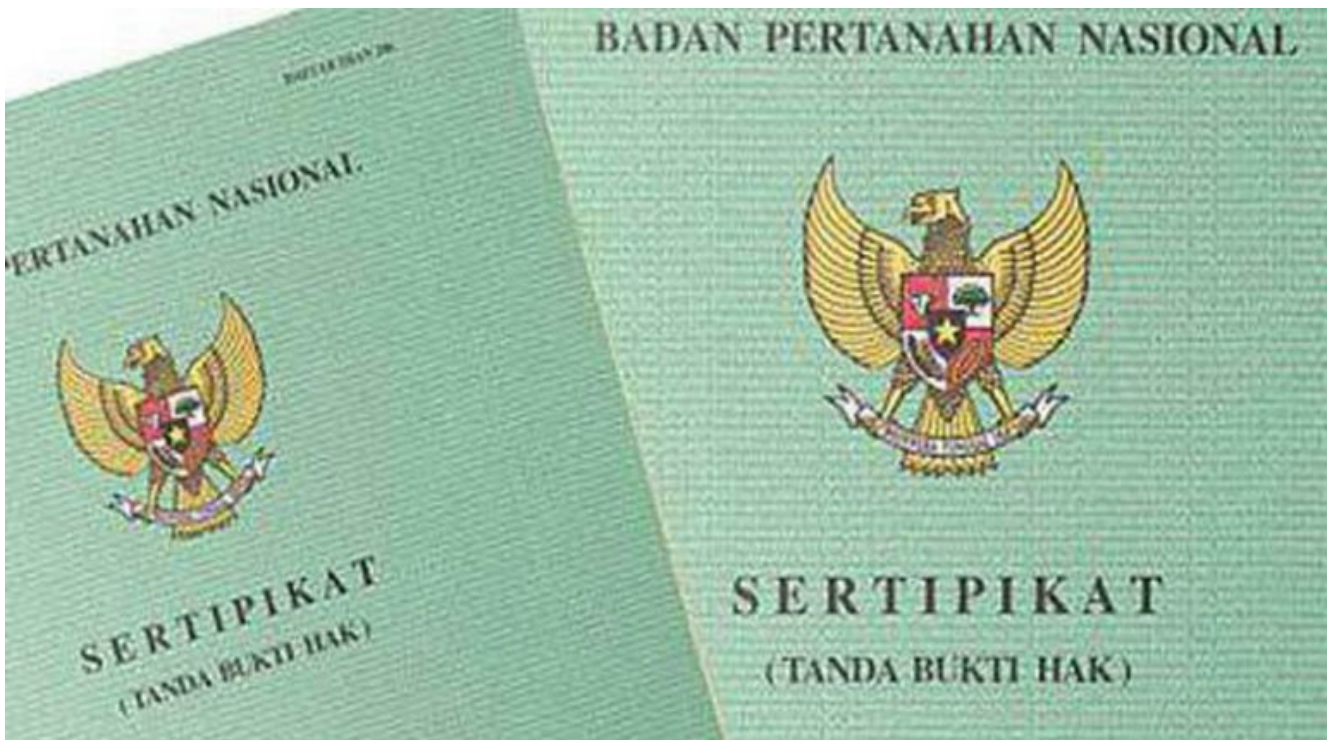 PERTANAHAN NASIONAL
SERTIPIKAT
(TANDA BUKTI HAK)
BADAN PERTANAHAN NASIONAL
SERTIPIKAT
(TANDA BUKTI HAK)